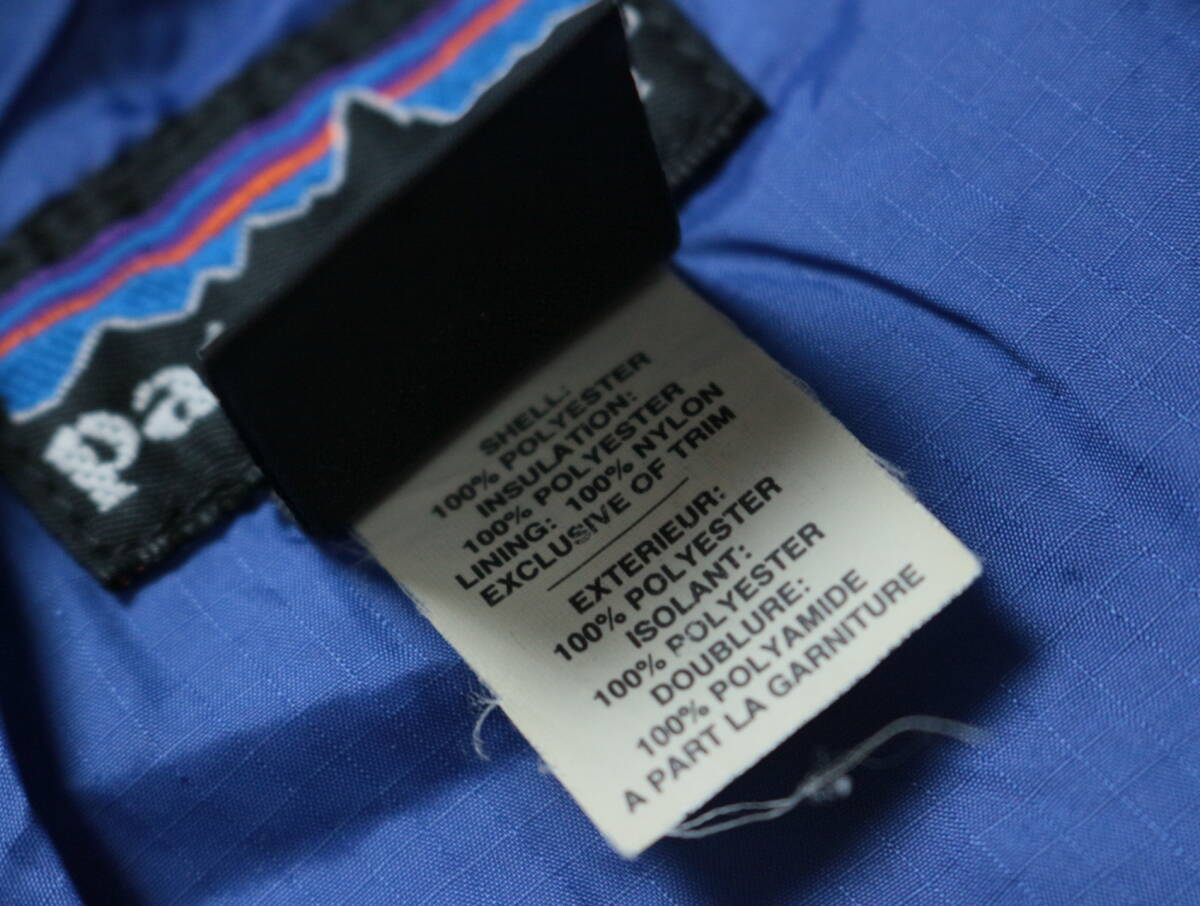 pa
SHELL:
100% POLYESTER
INSULATION:
100% POLYESTER
LINING: 100% NYLON
EXCLUSIVE OF TRIM
EXTERIEUR:
100% POLYESTER
ISOLANT:
100% POLYESTER
DOUBLURE:
100% POLYAMIDE
A PART LA GARNITURE